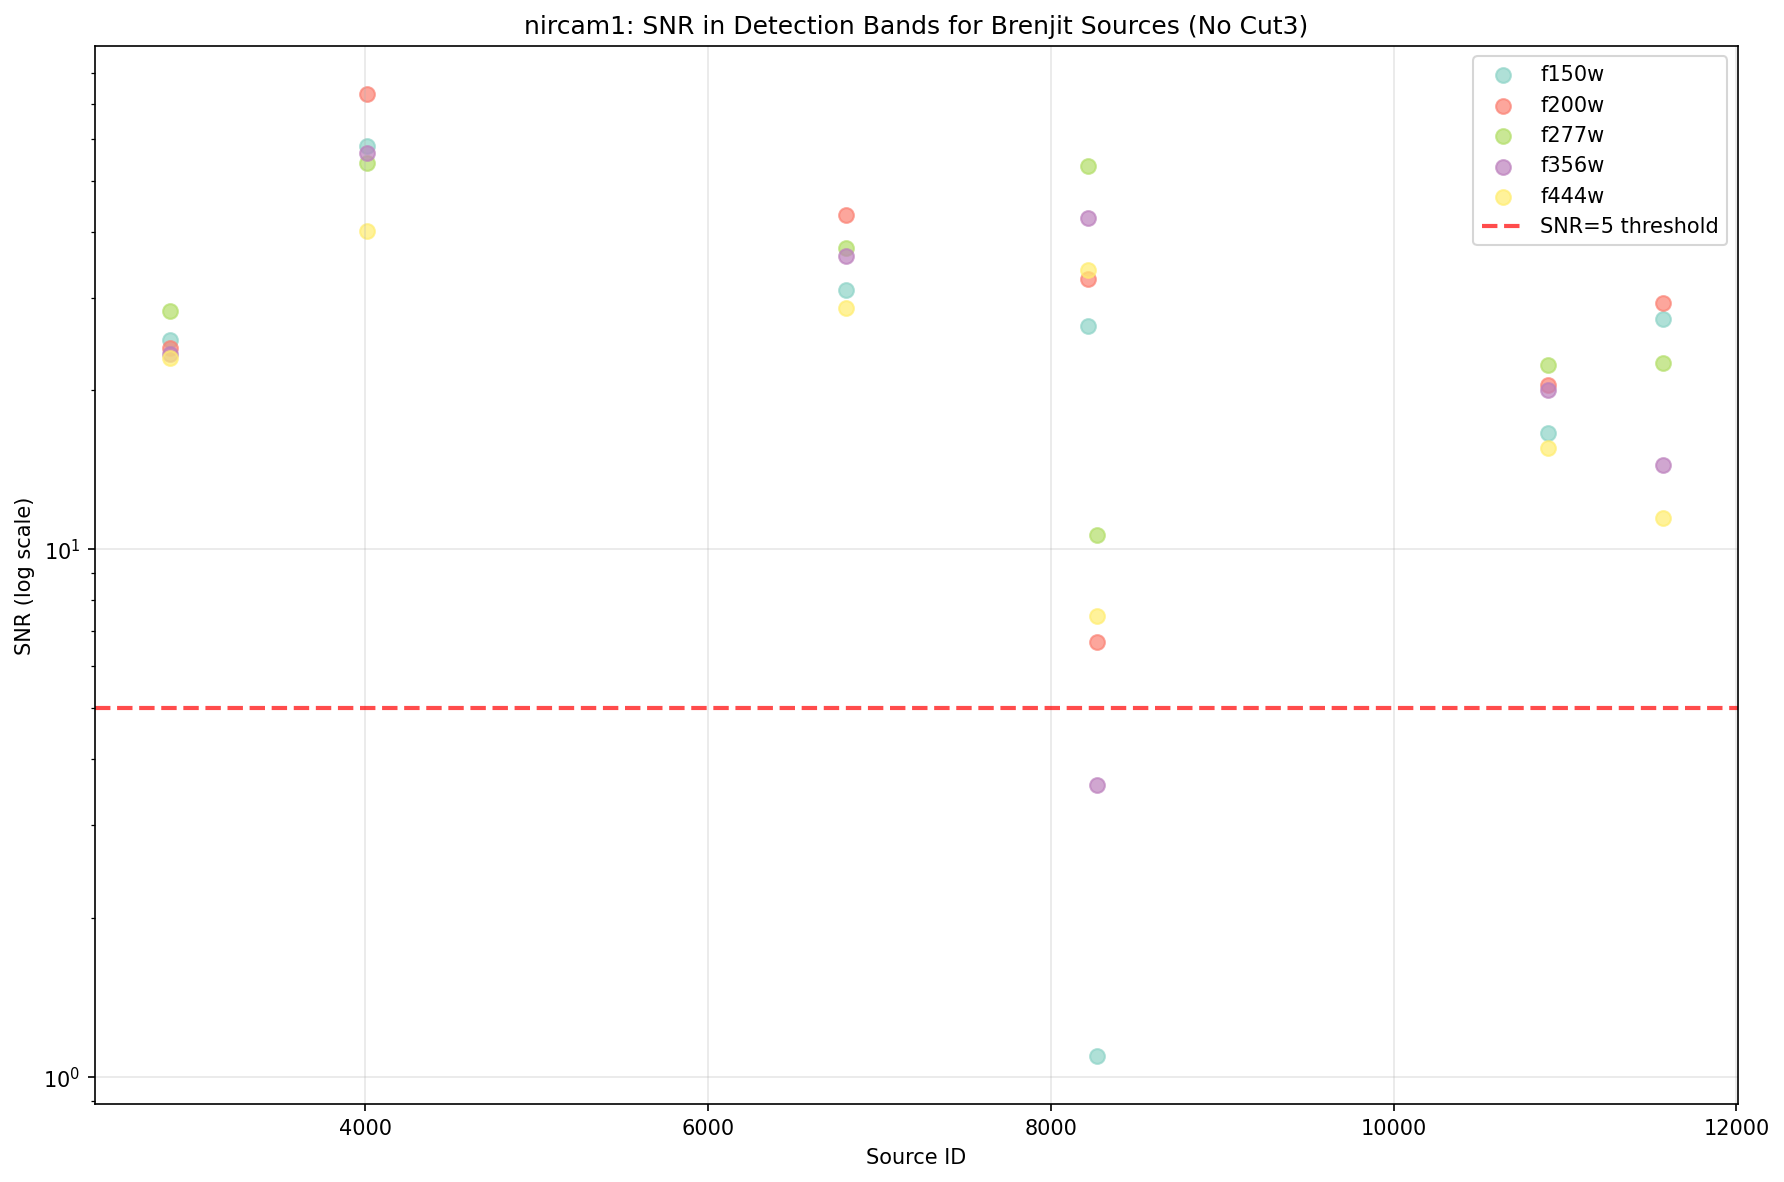 nircam1: SNR in Detection Bands for Brenjit Sources (No Cut3)
f150w
f200w
f277w
f356w
f444w
SNR=5 threshold
SNR (log scale)
10¹
10⁰
4000
6000
8000
10000
12000
Source ID